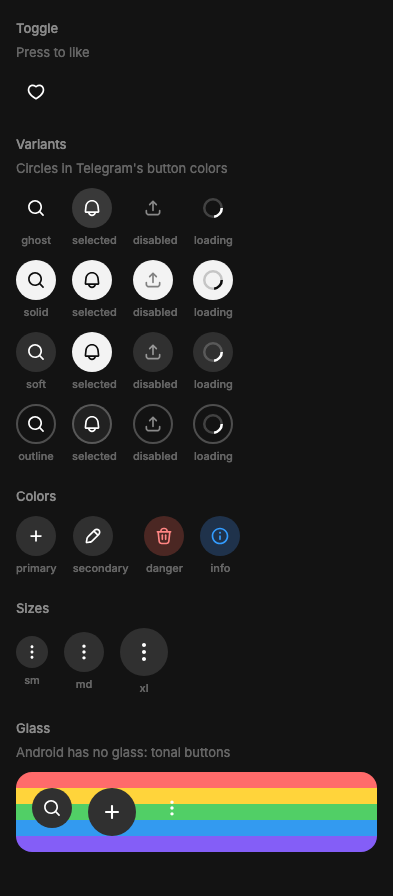 Toggle
Press to like
Variants
Circles in Telegram's button colors
ghost selected disabled loading
solid selected disabled loading
soft selected disabled loading
outline selected disabled loading
Colors
primary secondary danger info
Sizes
sm md xl
Glass
Android has no glass: tonal buttons